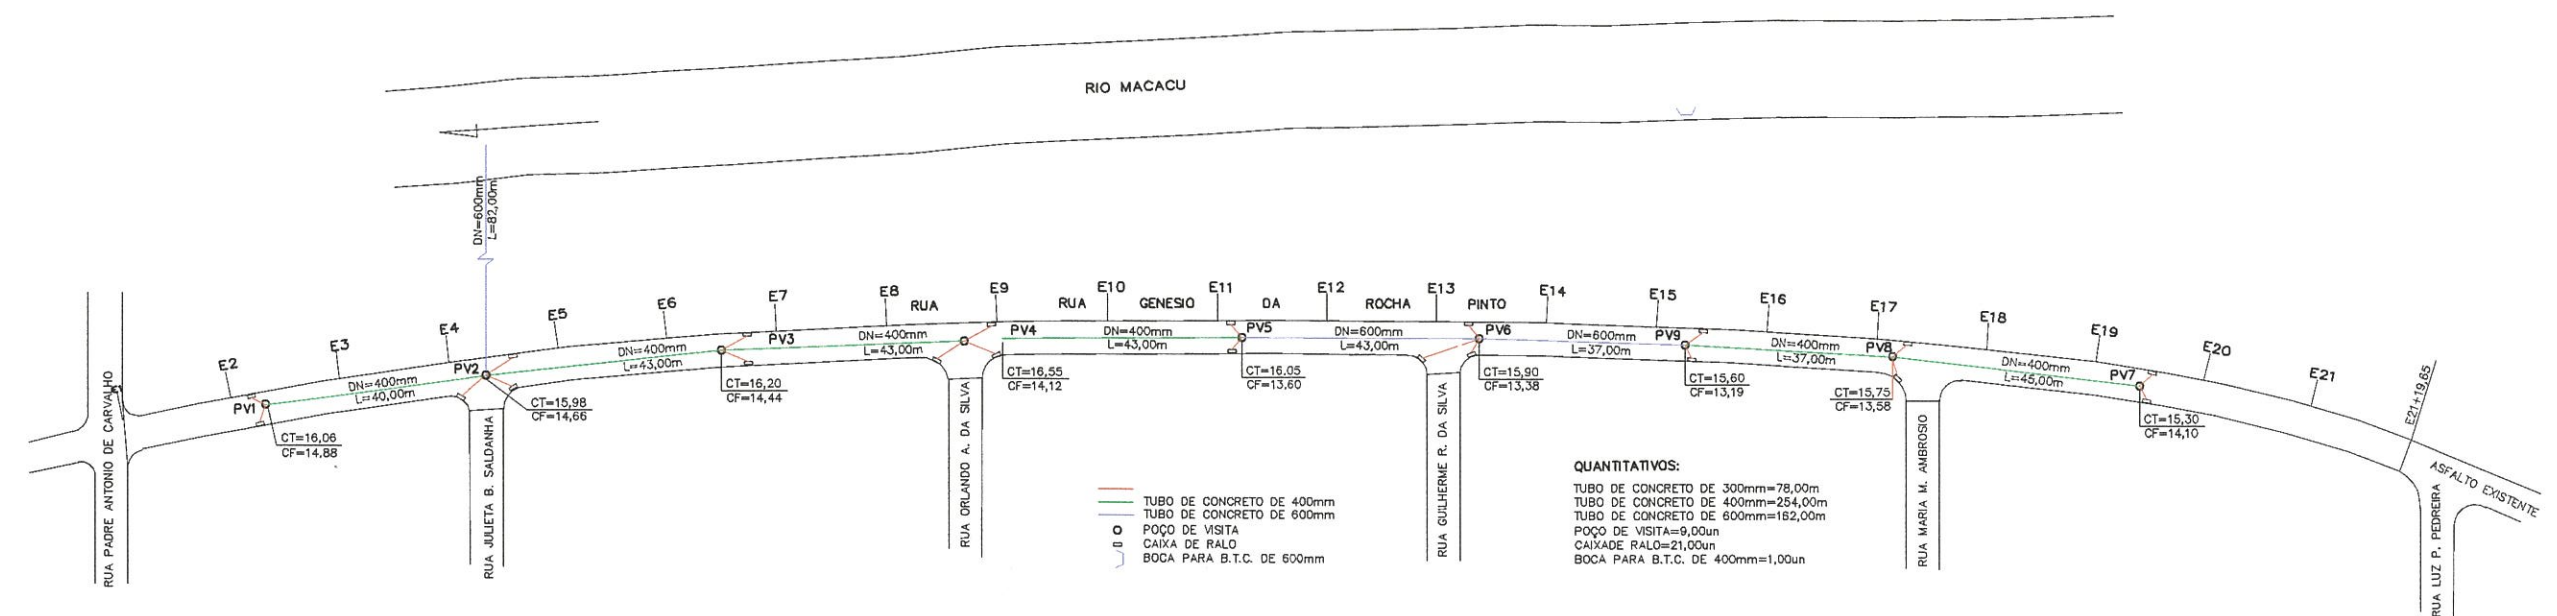 RIO MACACU
DN=600mm
L=82,00m
E2
E3
E4
E5
E6
E7
E8
RUA
E9
RUA
E10
GENESIO
E11
DA
E12
ROCHA
E13
PINTO
E14
E15
E16
E17
E18
E19
E20
E21
E21+19,65
PV1
DN=400mm
L=40,00m
PV2
DN=400mm
L=43,00m
PV3
DN=400mm
L=43,00m
PV4
DN=400mm
L=43,00m
PV5
DN=600mm
L=43,00m
PV6
DN=600mm
L=37,00m
PV9
DN=400mm
L=37,00m
PV8
DN=400mm
L=45,00m
PV7
CT=16,06
CF=14,88
CT=15,98
CF=14,66
CT=16,20
CF=14,44
CT=16,55
CF=14,12
CT=16,05
CF=13,60
CT=15,90
CF=13,38
CT=15,60
CF=13,19
CT=15,75
CF=13,58
CT=15,30
CF=14,10
RUA PADRE ANTONIO DE CARVALHO
RUA JULIETA B. SALDANHA
RUA ORLANDO A. DA SILVA
RUA GUILHERME R. DA SILVA
RUA MARIA M. AMBROSIO
RUA LUZ P. PEDREIRA
ASFALTO EXISTENTE
TUBO DE CONCRETO DE 400mm
TUBO DE CONCRETO DE 600mm
POÇO DE VISITA
CAIXA DE RALO
BOCA PARA B.T.C. DE 600mm
QUANTITATIVOS:
TUBO DE CONCRETO DE 300mm=78,00m
TUBO DE CONCRETO DE 400mm=254,00m
TUBO DE CONCRETO DE 600mm=162,00m
POÇO DE VISITA=9,00un
CAIXADE RALO=21,00un
BOCA PARA B.T.C. DE 400mm=1,00un